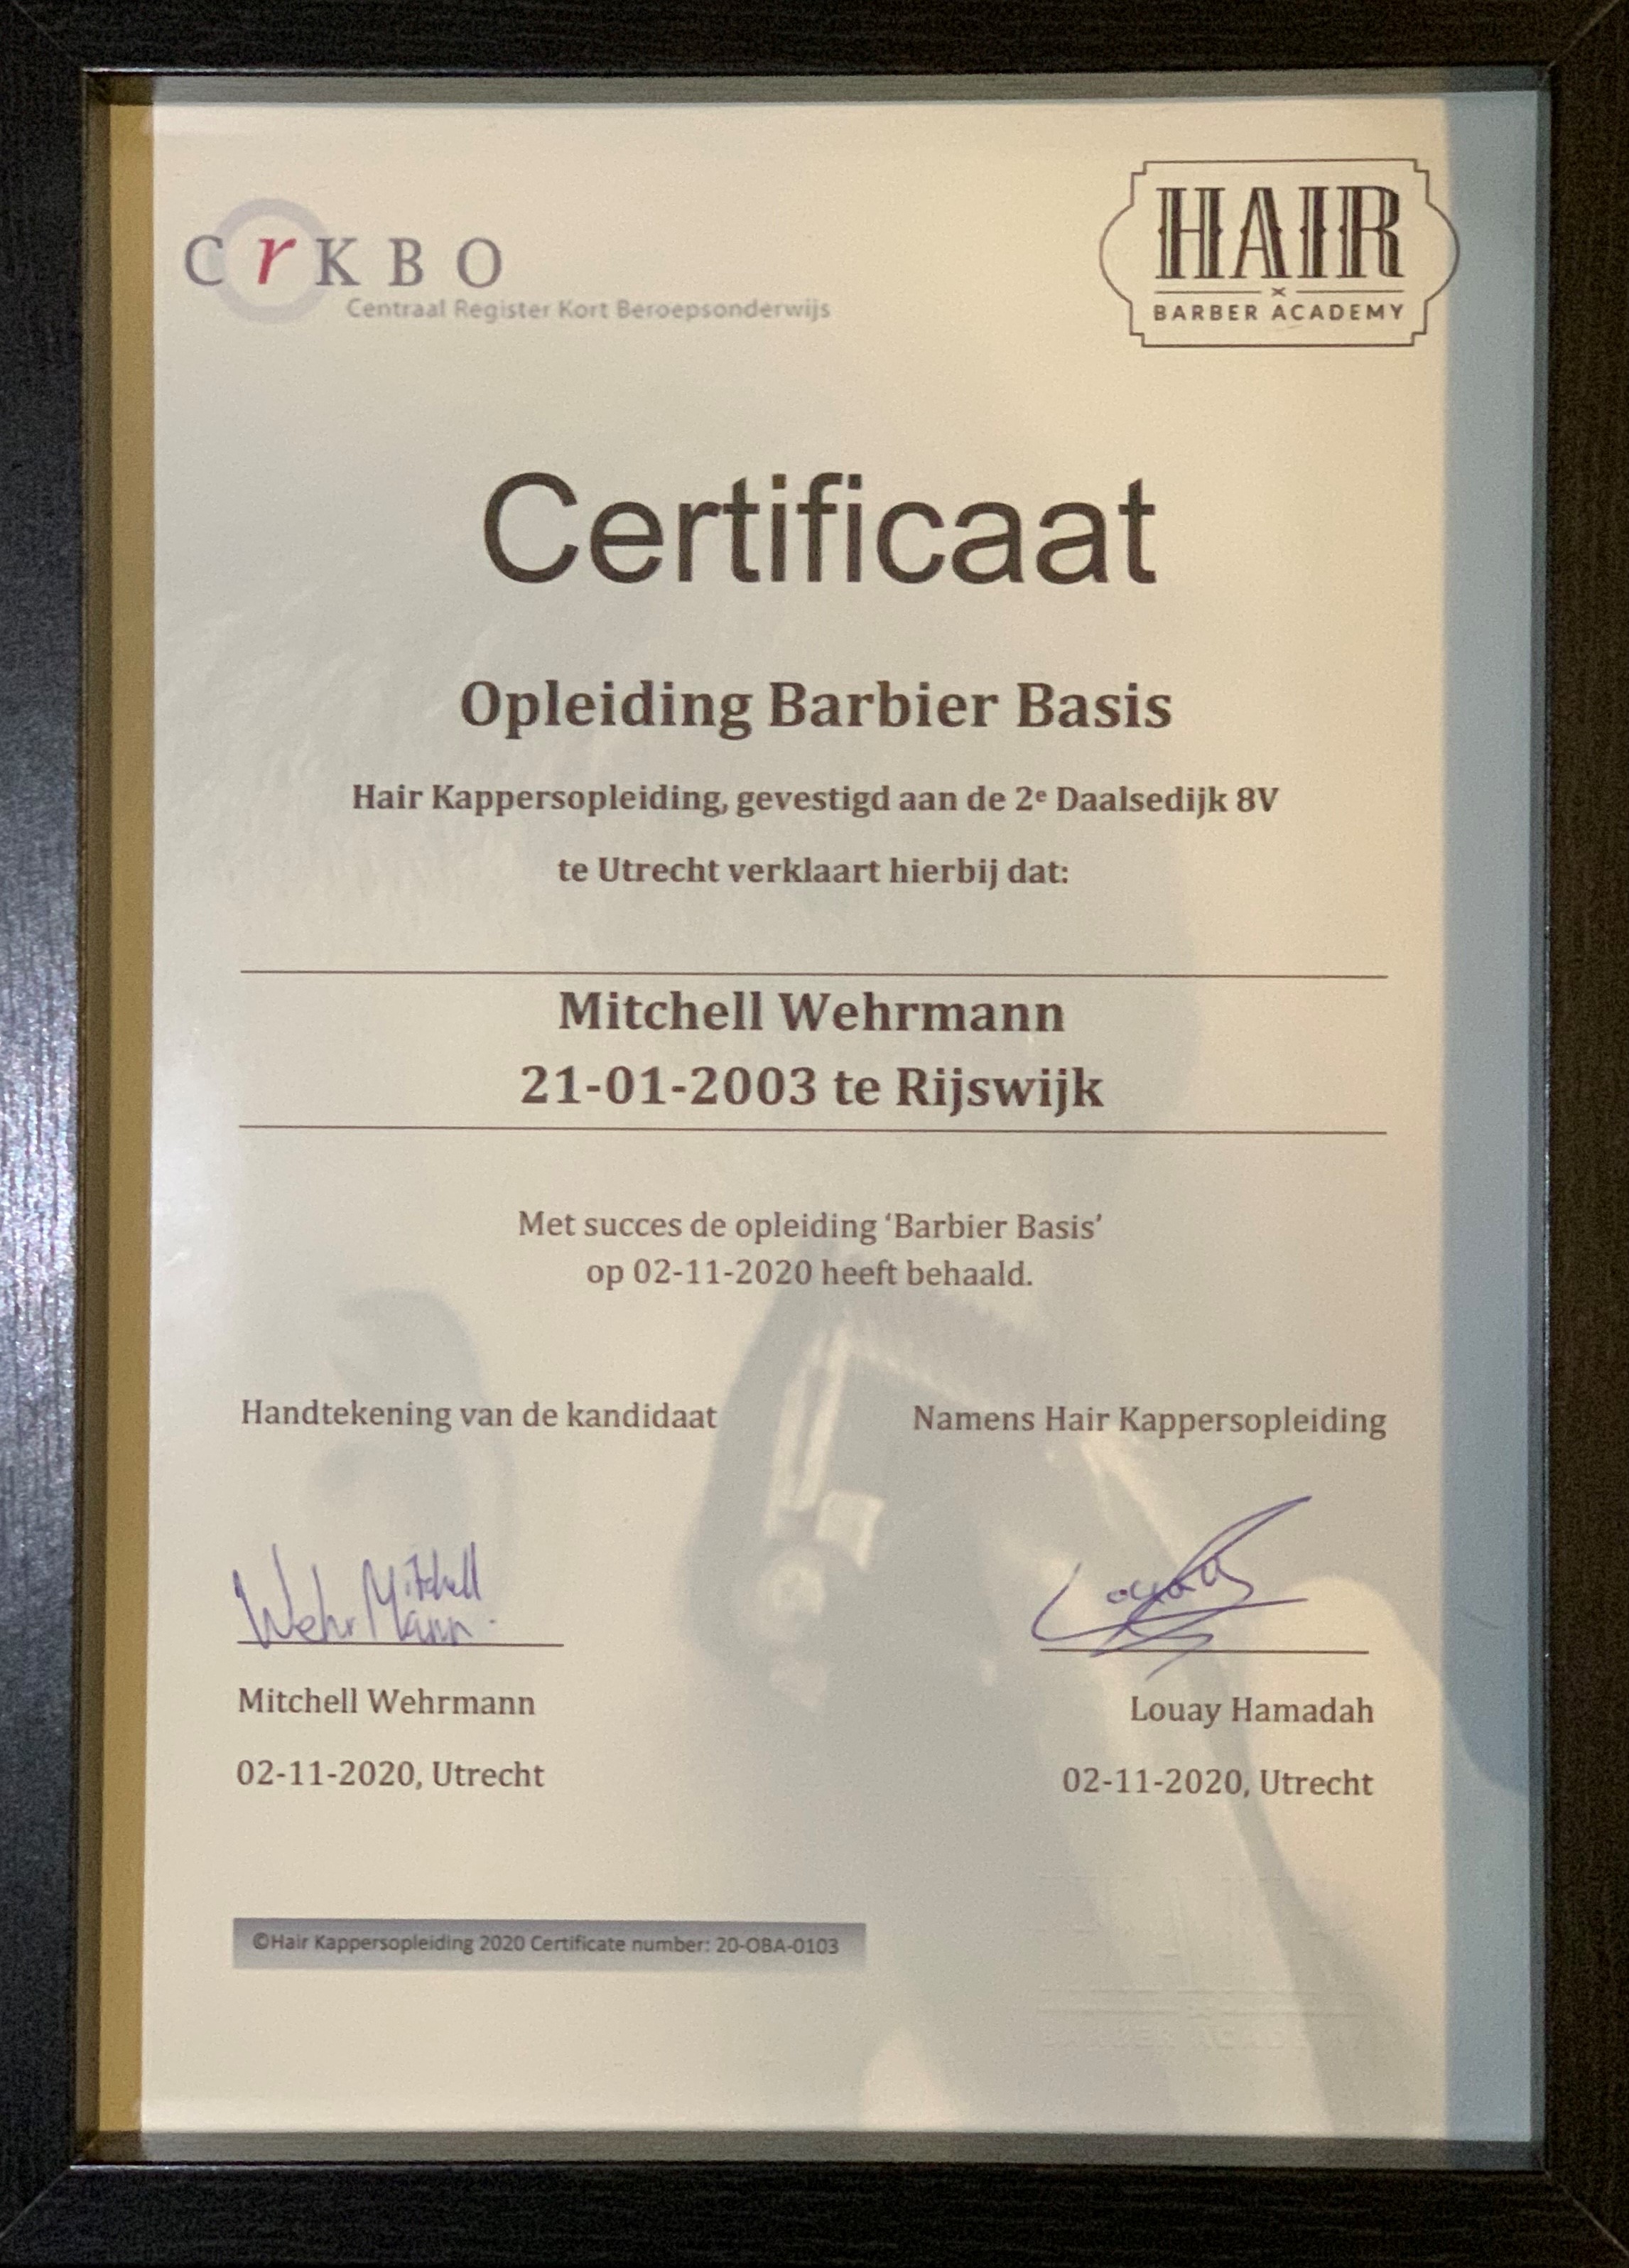 CrKBO
Centraal Register Kort Beroepsonderwijs
HAIR
BARBER ACADEMY
Certificaat
Opleiding Barbier Basis
Hair Kappersopleiding, gevestigd aan de 2e Daalsedijk 8V
te Utrecht verklaart hierbij dat:
Mitchell Wehrmann
21-01-2003 te Rijswijk
Met succes de opleiding ‘Barbier Basis’
op 02-11-2020 heeft behaald.
Handtekening van de kandidaat
Namens Hair Kappersopleiding
Mitchell
WehrMann
Mitchell Wehrmann
Louay Hamadah
02-11-2020, Utrecht
02-11-2020, Utrecht
©Hair Kappersopleiding 2020 Certificate number: 20-OBA-0103
BARBER ACADEMY